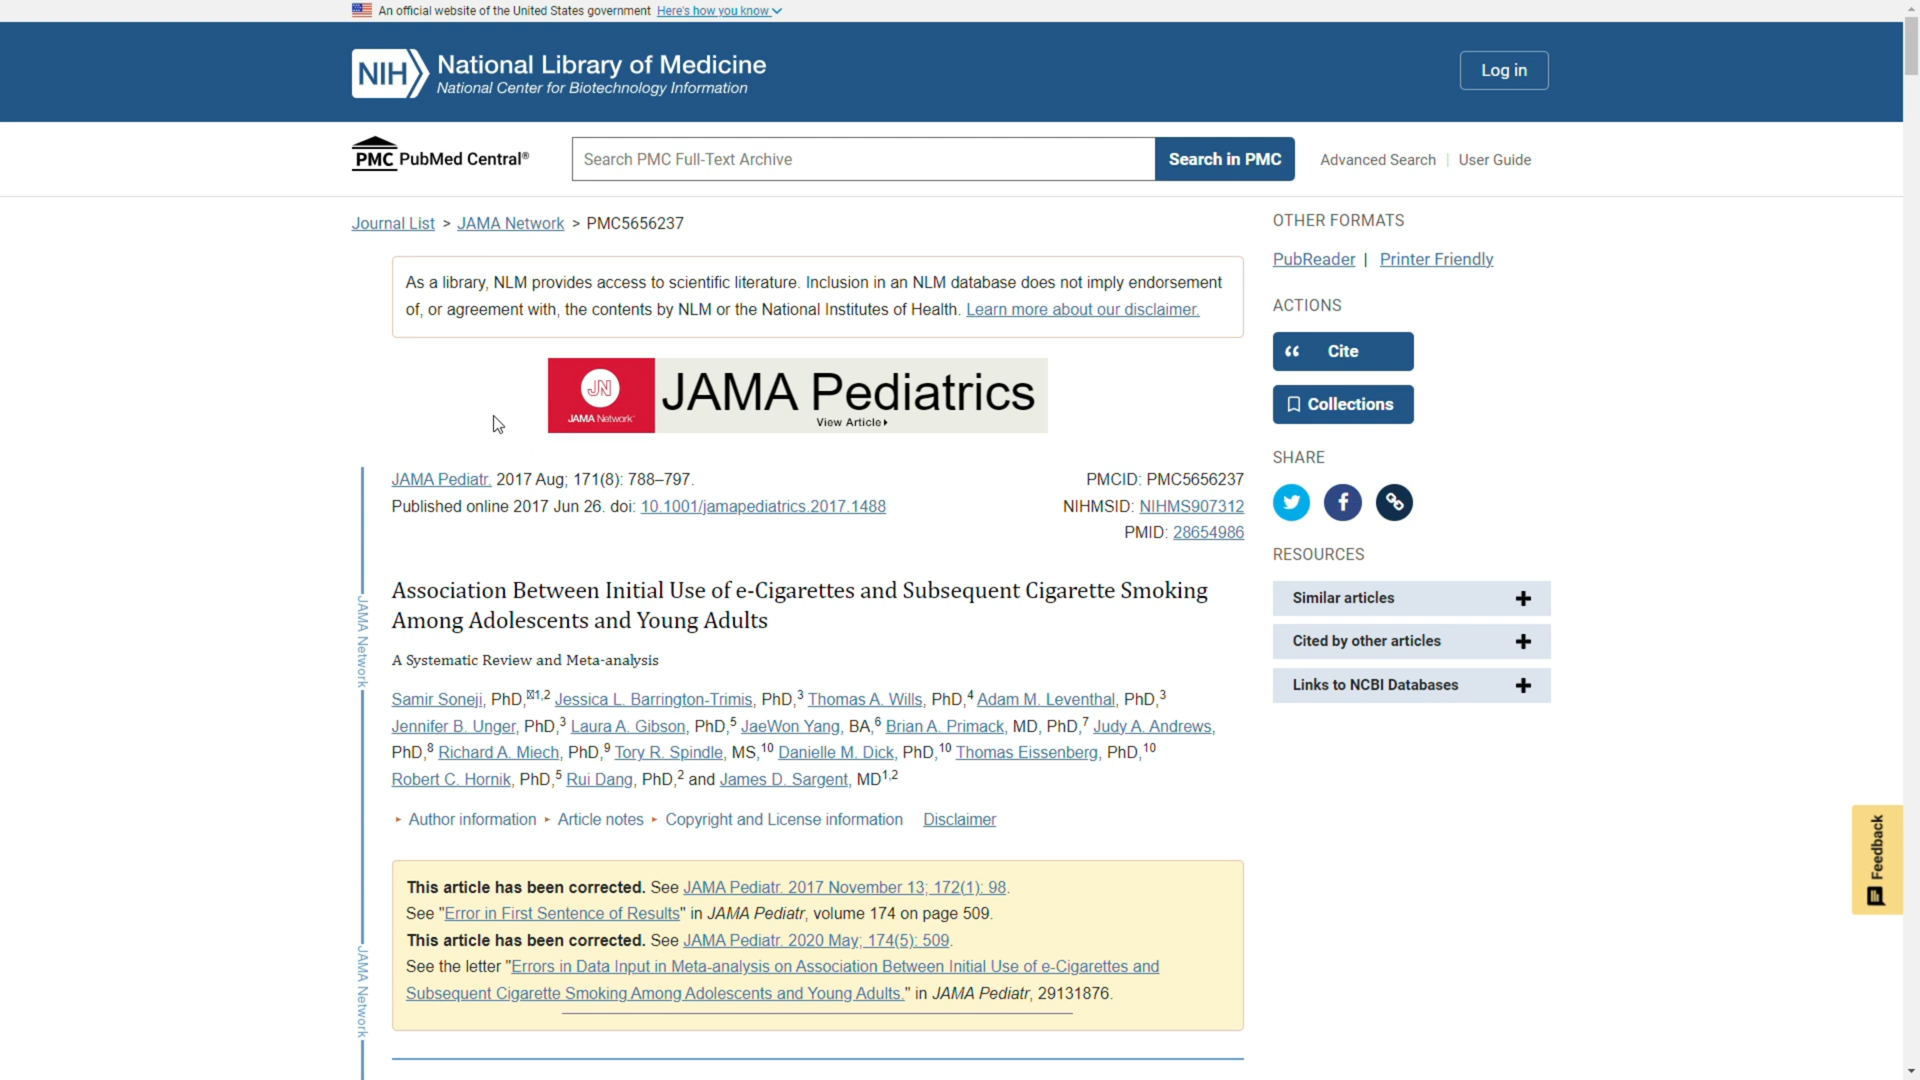 An official website of the United States government Here's how you know
NIH National Library of Medicine
National Center for Biotechnology Information
Log in
PMC PubMed Central®
Search PMC Full-Text Archive
Search in PMC
Advanced Search | User Guide
Journal List > JAMA Network > PMC5656237
As a library, NLM provides access to scientific literature. Inclusion in an NLM database does not imply endorsement
of, or agreement with, the contents by NLM or the National Institutes of Health. Learn more about our disclaimer.
JN
JAMA Network
JAMA Pediatrics
View Article
JAMA Pediatr. 2017 Aug; 171(8): 788–797.
Published online 2017 Jun 26. doi: 10.1001/jamapediatrics.2017.1488
PMCID: PMC5656237
NIHMSID: NIHMS907312
PMID: 28654986
Association Between Initial Use of e-Cigarettes and Subsequent Cigarette Smoking
Among Adolescents and Young Adults
A Systematic Review and Meta-analysis
Samir Soneji, PhD,1,2 Jessica L. Barrington-Trimis, PhD,3 Thomas A. Wills, PhD,4 Adam M. Leventhal, PhD,3
Jennifer B. Unger, PhD,3 Laura A. Gibson, PhD,5 JaeWon Yang, BA,6 Brian A. Primack, MD, PhD,7 Judy A. Andrews,
PhD,8 Richard A. Miech, PhD,9 Tory R. Spindle, MS,10 Danielle M. Dick, PhD,10 Thomas Eissenberg, PhD,10
Robert C. Hornik, PhD,5 Rui Dang, PhD,2 and James D. Sargent, MD1,2
Author information Article notes Copyright and License information Disclaimer
This article has been corrected. See JAMA Pediatr. 2017 November 13; 172(1): 98.
See "Error in First Sentence of Results" in JAMA Pediatr, volume 174 on page 509.
This article has been corrected. See JAMA Pediatr. 2020 May; 174(5): 509.
See the letter "Errors in Data Input in Meta-analysis on Association Between Initial Use of e-Cigarettes and
Subsequent Cigarette Smoking Among Adolescents and Young Adults." in JAMA Pediatr, 29131876.
JAMA Network
JAMA Network
OTHER FORMATS
PubReader | Printer Friendly
ACTIONS
Cite
Collections
SHARE
RESOURCES
Similar articles
Cited by other articles
Links to NCBI Databases
Feedback